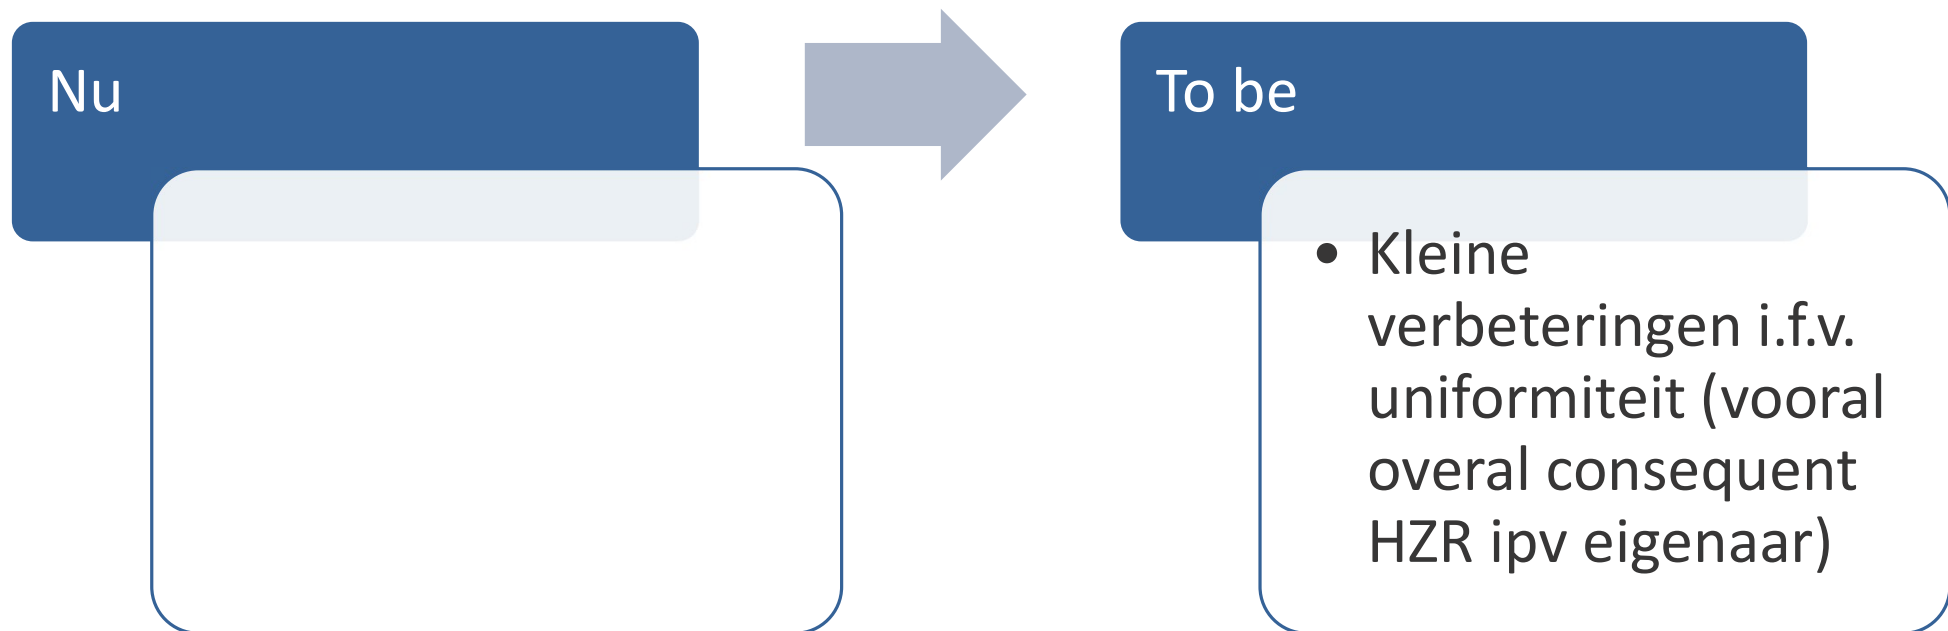 Nu
To be
• Kleine
verbeteringen i.f.v.
uniformiteit (vooral
overal consequent
HZR ipv eigenaar)